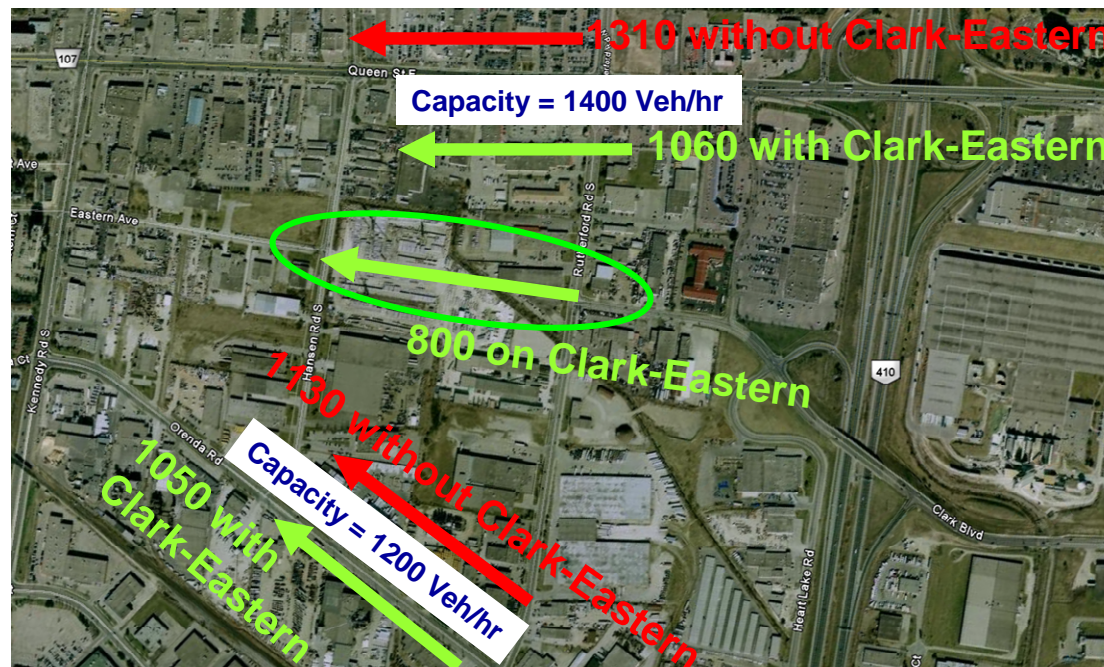 1310 without Clark-Eastern
107
Queen St E
Capacity = 1400 Veh/hr
1060 with Clark-Eastern
Eastern Ave
Rutherford Rd S
800 on Clark-Eastern
Hansen Rd S
Kennedy Rd S
410
1130 without Clark-Eastern
Orenda Rd
Capacity = 1200 Veh/hr
1050 with
Clark-Eastern
Clark Blvd
Heart Lake Rd
Ct
Ct